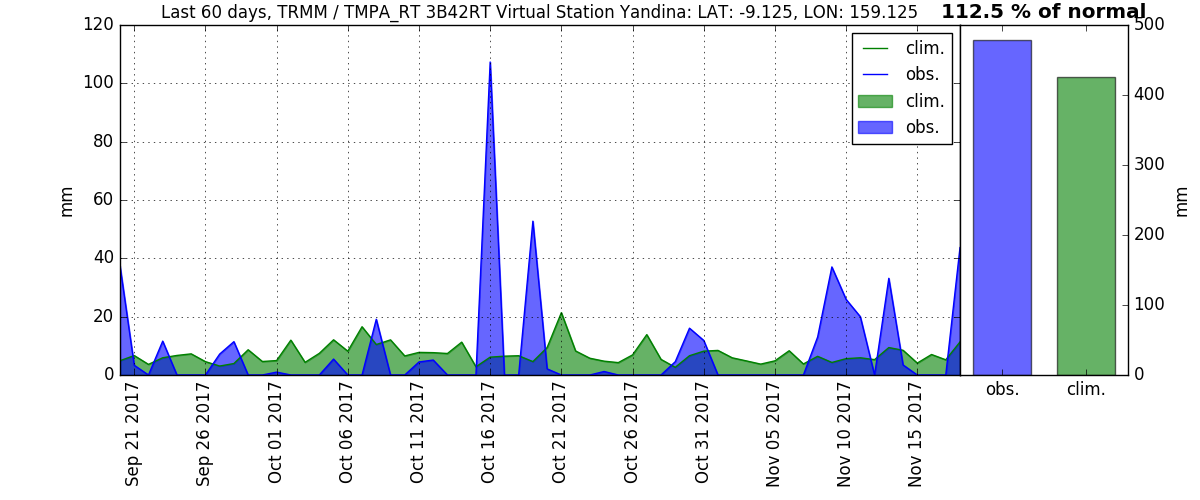 Last 60 days, TRMM / TMPA_RT 3B42RT Virtual Station Yandina: LAT: -9.125, LON: 159.125
112.5 % of normal
120
100
80
60
40
20
0
mm
clim.
obs.
clim.
obs.
500
400
300
200
100
0
mm
obs.
clim.
Sep 21 2017
Sep 26 2017
Oct 01 2017
Oct 06 2017
Oct 11 2017
Oct 16 2017
Oct 21 2017
Oct 26 2017
Oct 31 2017
Nov 05 2017
Nov 10 2017
Nov 15 2017